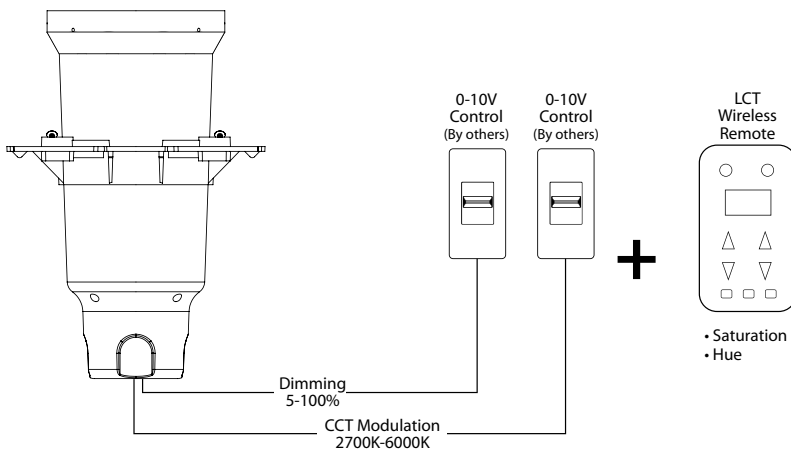 0-10V
Control
(By others)
0-10V
Control
(By others)
LCT
Wireless
Remote
• Saturation
• Hue
Dimming
5-100%
CCT Modulation
2700K-6000K